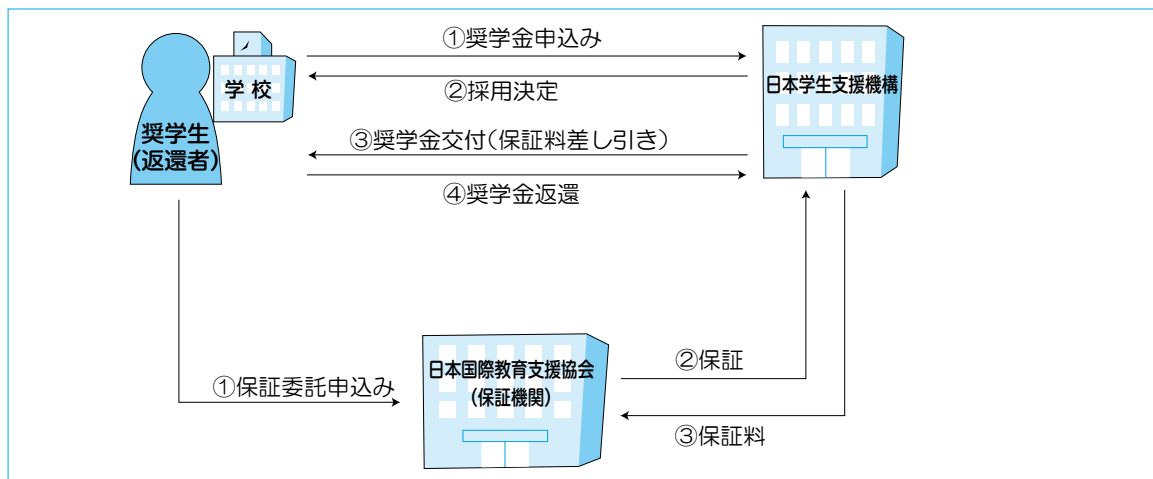 ①奨学金申込み
学校
②採用決定
日本学生支援機構
奨学生
(返還者)
③奨学金交付(保証料差し引き)
④奨学金返還
日本国際教育支援協会
(保証機関)
①保証委託申込み
②保証
③保証料